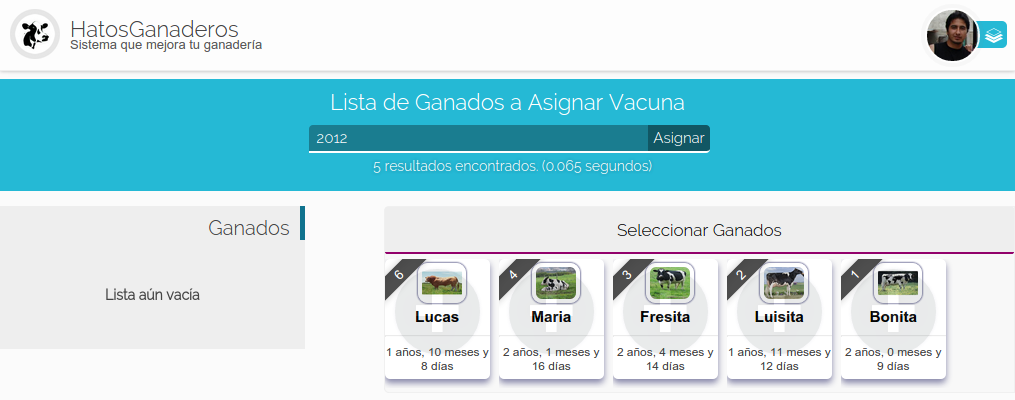 HatosGanaderos
Sistema que mejora tu ganadería
Lista de Ganados a Asignar Vacuna
2012 Asignar
5 resultados encontrados. (0.065 segundos)
Ganados
Lista aún vacía
Seleccionar Ganados
6
Lucas
1 años, 10 meses y
8 días
4
Maria
2 años, 1 meses y
16 días
3
Fresita
2 años, 4 meses y
14 días
2
Luisita
1 años, 11 meses y
12 días
1
Bonita
2 años, 0 meses y
9 días